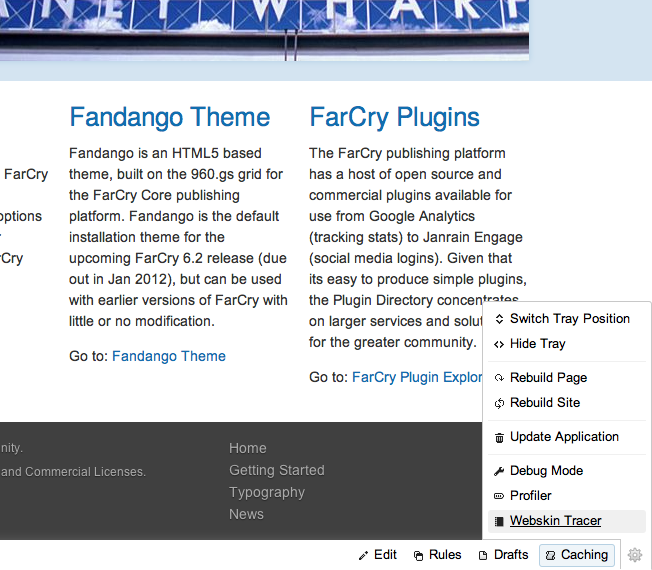 NEY WHARF
FarCry
options
Cry
Fandango Theme
Fandango is an HTML5 based
theme, built on the 960.gs grid for
the FarCry Core publishing
platform. Fandango is the default
installation theme for the
upcoming FarCry 6.2 release (due
out in Jan 2012), but can be used
with earlier versions of FarCry with
little or no modification.
Go to: Fandango Theme
FarCry Plugins
The FarCry publishing platform
has a host of open source and
commercial plugins available for
use from Google Analytics
(tracking stats) to Janrain Engage
(social media logins). Given that
its easy to produce simple plugins,
the Plugin Directory concentrates
on larger services and solut
for the greater community.
Go to: FarCry Plugin Explor
nity.
and Commercial Licenses.
Home
Getting Started
Typography
News
Switch Tray Position
Hide Tray
Rebuild Page
Rebuild Site
Update Application
Debug Mode
Profiler
Webskin Tracer
Edit Rules Drafts Caching